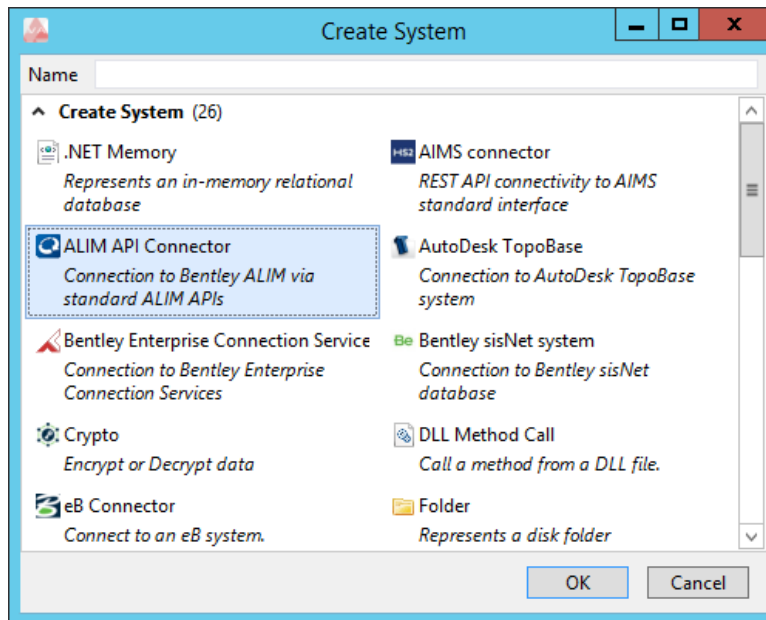 Create System
Name
Create System (26)
.NET Memory
Represents an in-memory relational
database
HS2 AIMS connector
REST API connectivity to AIMS
standard interface
ALIM API Connector
Connection to Bentley ALIM via
standard ALIM APIs
AutoDesk TopoBase
Connection to AutoDesk TopoBase
system
Bentley Enterprise Connection Service
Connection to Bentley Enterprise
Connection Services
Be Bentley sisNet system
Connection to Bentley sisNet
database
Crypto
Encrypt or Decrypt data
DLL Method Call
Call a method from a DLL file.
eB Connector
Connect to an eB system.
Folder
Represents a disk folder
OK
Cancel